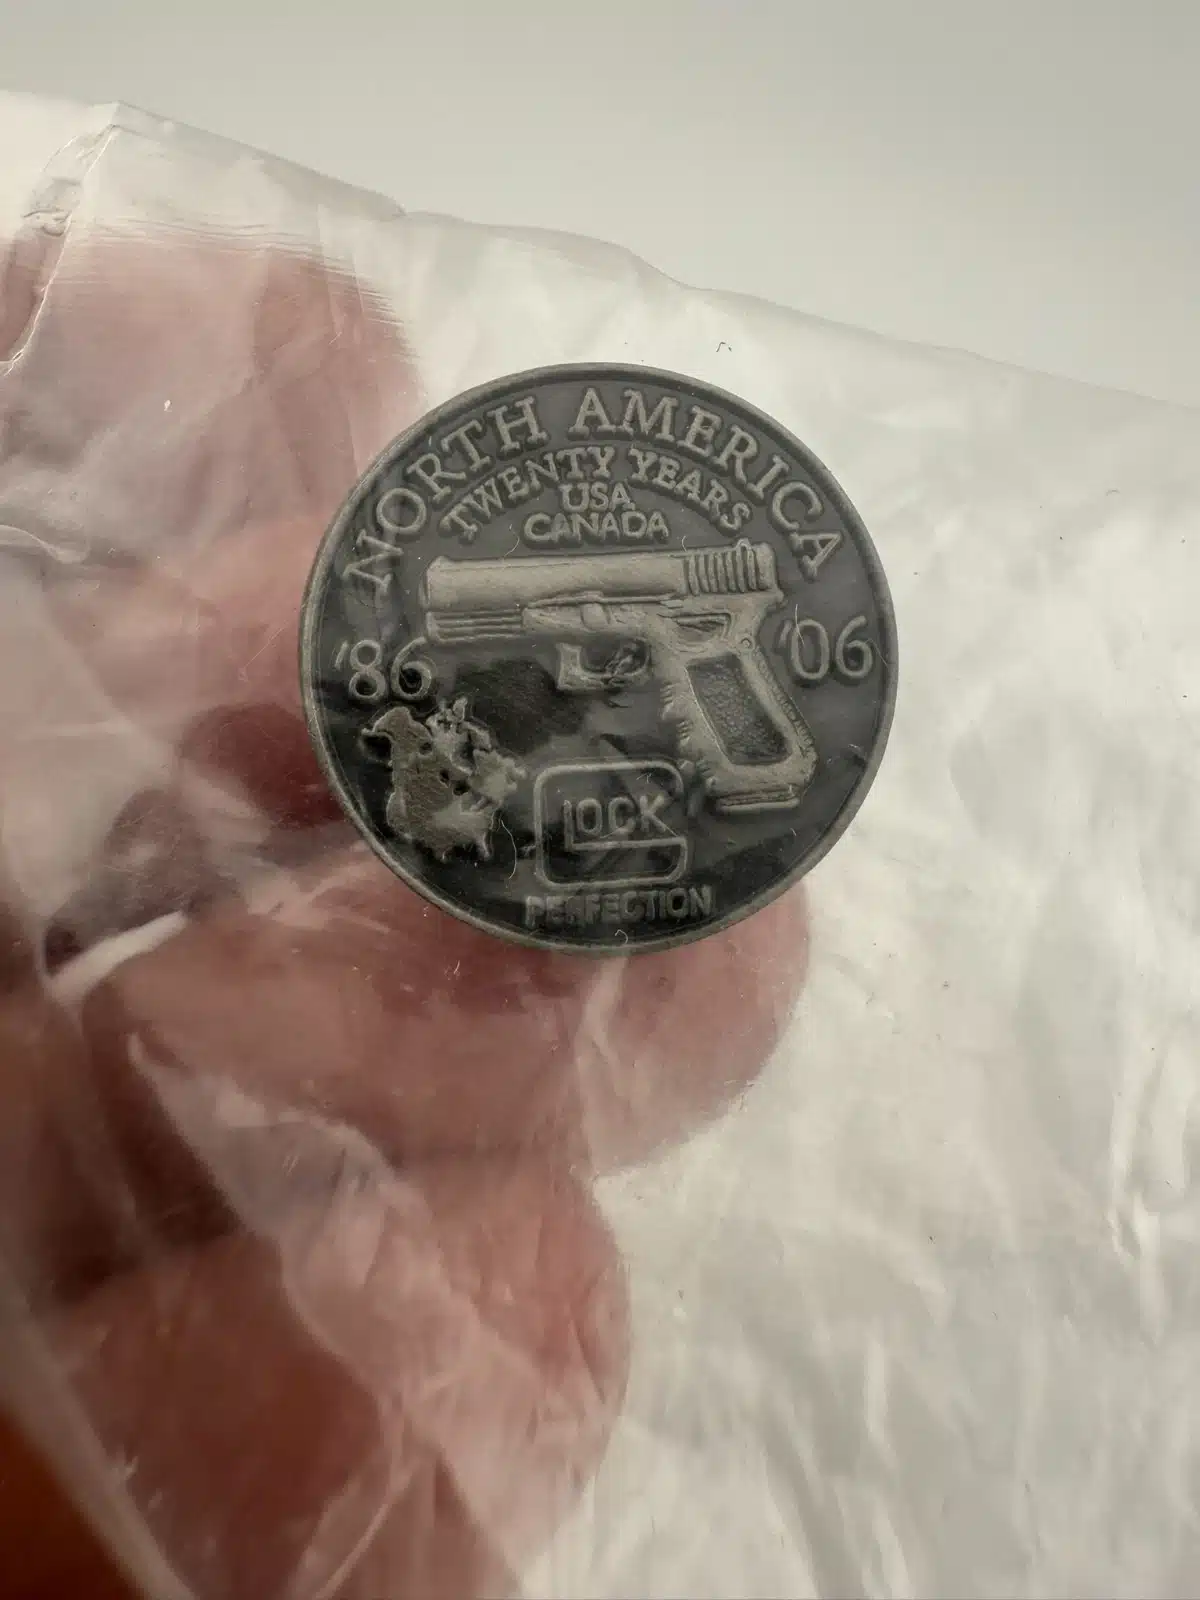 NORTH AMERICA
TWENTY YEARS
USA
CANADA
'86
'06
GLOCK
PERFECTION